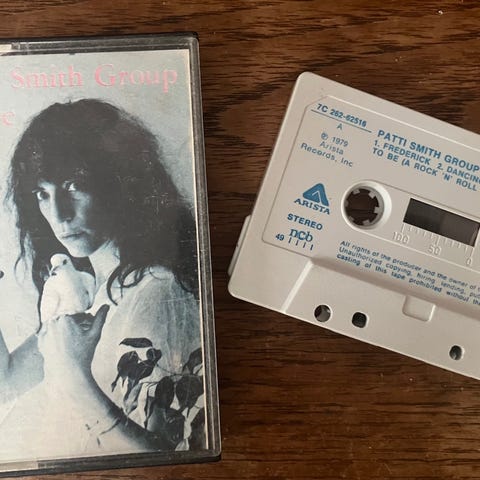 Smith Group
7C 262-62516
A
PATTI SMITH GROUP
1. FREDERICK 2. DANCING
TO BE (A ROCK 'N' ROLL
℗ 1979
Arista
Records, Inc
ARISTA
STEREO
ncb
49
100 50 0
All rights of the producer and the owner of
Unauthorized copying, hiring, lending, pu
casting of this tape prohibited without the